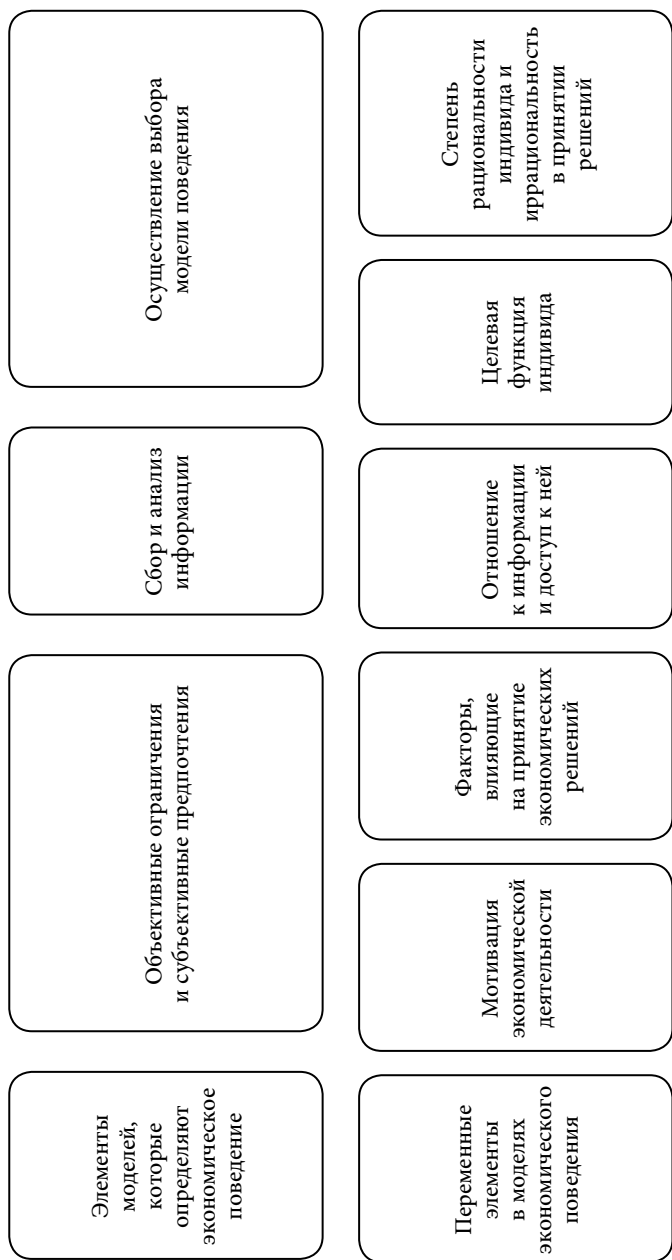 Элементы
моделей,
которые
определяют
экономическое
поведение
Объективные ограничения
и субъективные предпочтения
Сбор и анализ
информации
Осуществление выбора
модели поведения
Переменные
элементы
в моделях
экономического
поведения
Мотивация
экономической
деятельности
Факторы,
влияющие
на принятие
экономических
решений
Отношение
к информации
и доступ к ней
Целевая
функция
индивида
Степень
рациональности
индивида и
иррациональность
в принятии
решений